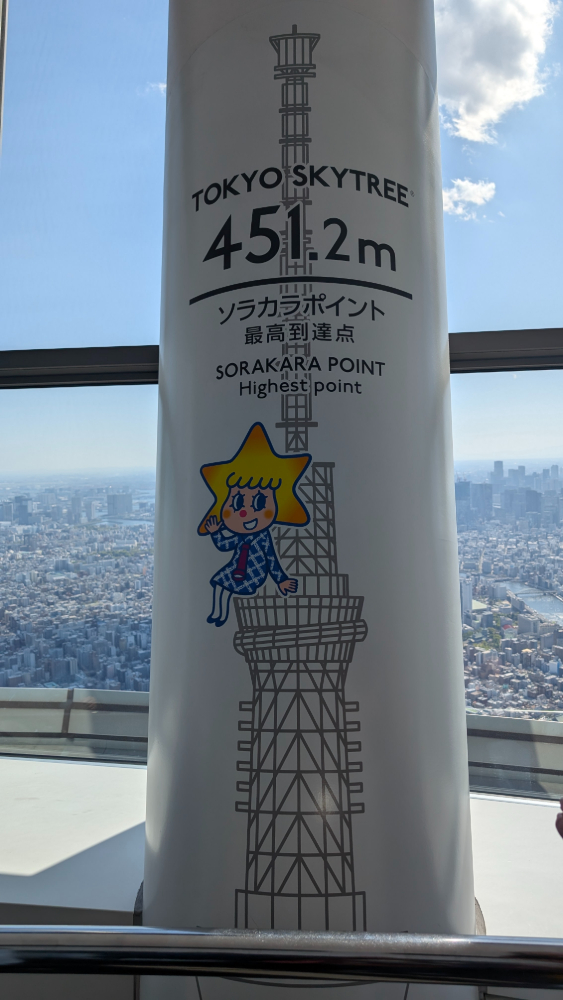 TOKYO SKYTREE®
451.2m
ソラカラポイント
最高到達点
SORAKARA POINT
Highest point